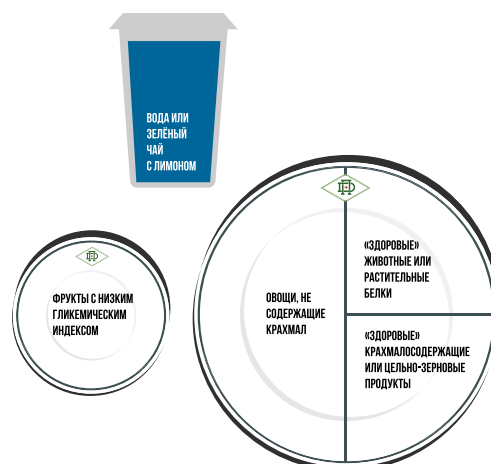 ВОДА ИЛИ
ЗЕЛЁНЫЙ
ЧАЙ
С ЛИМОНОМ
ФРУКТЫ С НИЗКИМ
ГЛИКЕМИЧЕСКИМ
ИНДЕКСОМ
ОВОЩИ, НЕ
СОДЕРЖАЩИЕ
КРАХМАЛ
«ЗДОРОВЫЕ»
ЖИВОТНЫЕ ИЛИ
РАСТИТЕЛЬНЫЕ
БЕЛКИ
«ЗДОРОВЫЕ»
КРАХМАЛОСОДЕРЖАЩИЕ
ИЛИ ЦЕЛЬНО-ЗЕРНОВЫЕ
ПРОДУКТЫ